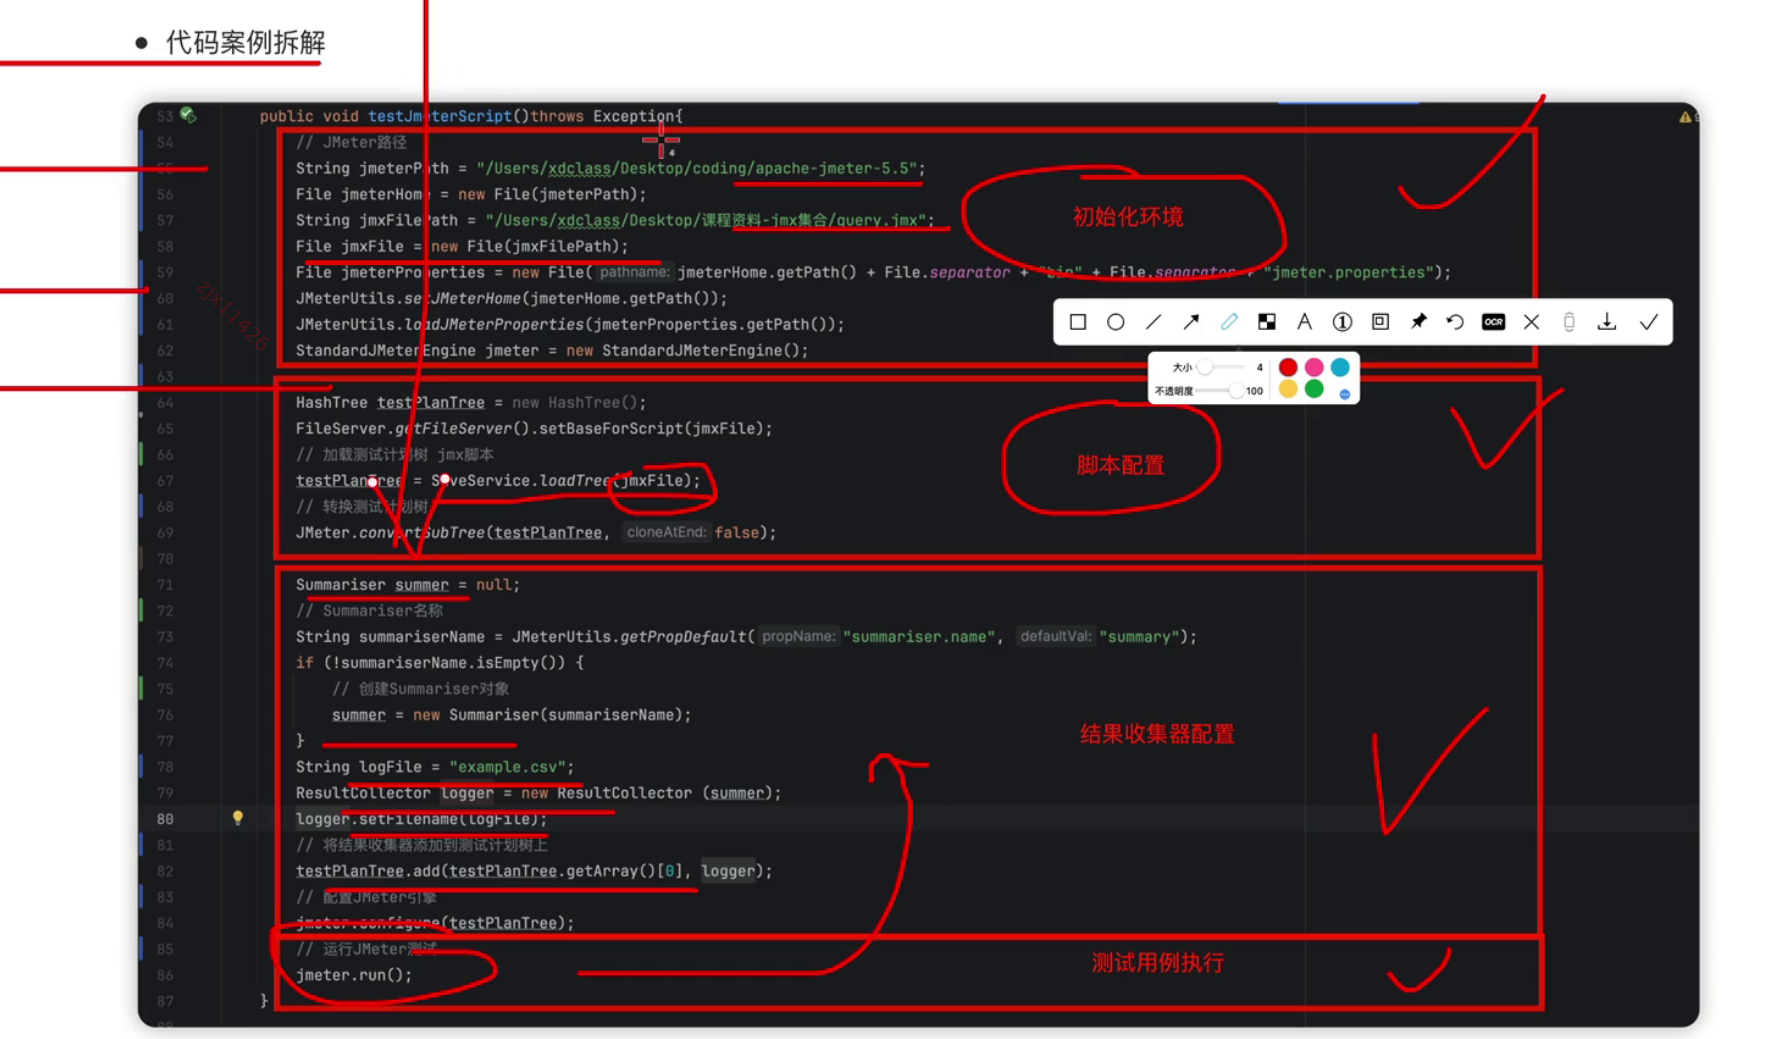 代码案例拆解
53 public void testJmeterScript()throws Exception{
54 // JMeter路径
55 String jmeterPath = "/Users/xdclass/Desktop/coding/apache-jmeter-5.5";
56 File jmeterHome = new File(jmeterPath);
57 String jmxFilePath = "/Users/xdclass/Desktop/课程资料-jmx集合/query.jmx";
初始化环境
58 File jmxFile = new File(jmxFilePath);
59 File jmeterProperties = new File( pathname: jmeterHome.getPath() + File.separator + "bin" + File.separator + "jmeter.properties");
60 JMeterUtils.setJMeterHome(jmeterHome.getPath());
61 JMeterUtils.loadJMeterProperties(jmeterProperties.getPath());
62 StandardJMeterEngine jmeter = new StandardJMeterEngine();
zjx11426
OCR
大小 4
不透明度 100
63
64 HashTree testPlanTree = new HashTree();
65 FileServer.getFileServer().setBaseForScript(jmxFile);
66 // 加载测试计划树 jmx脚本
脚本配置
67 testPlanTree = SaveService.loadTree(jmxFile);
68 // 转换测试计划树
69 JMeter.convertSubTree(testPlanTree, cloneAtEnd: false);
70
71 Summariser summer = null;
72 // Summariser名称
73 String summariserName = JMeterUtils.getPropDefault( propName: "summariser.name", defaultVal: "summary");
74 if (!summariserName.isEmpty()) {
75 // 创建Summariser对象
76 summer = new Summariser(summariserName);
结果收集器配置
77 }
78 String logFile = "example.csv";
79 ResultCollector logger = new ResultCollector (summer);
80 logger.setFilename(logFile);
81 // 将结果收集器添加到测试计划树上
82 testPlanTree.add(testPlanTree.getArray()[0], logger);
83 // 配置JMeter引擎
84 jmeter.configure(testPlanTree);
85 // 运行JMeter测试
测试用例执行
86 jmeter.run();
87 }
88